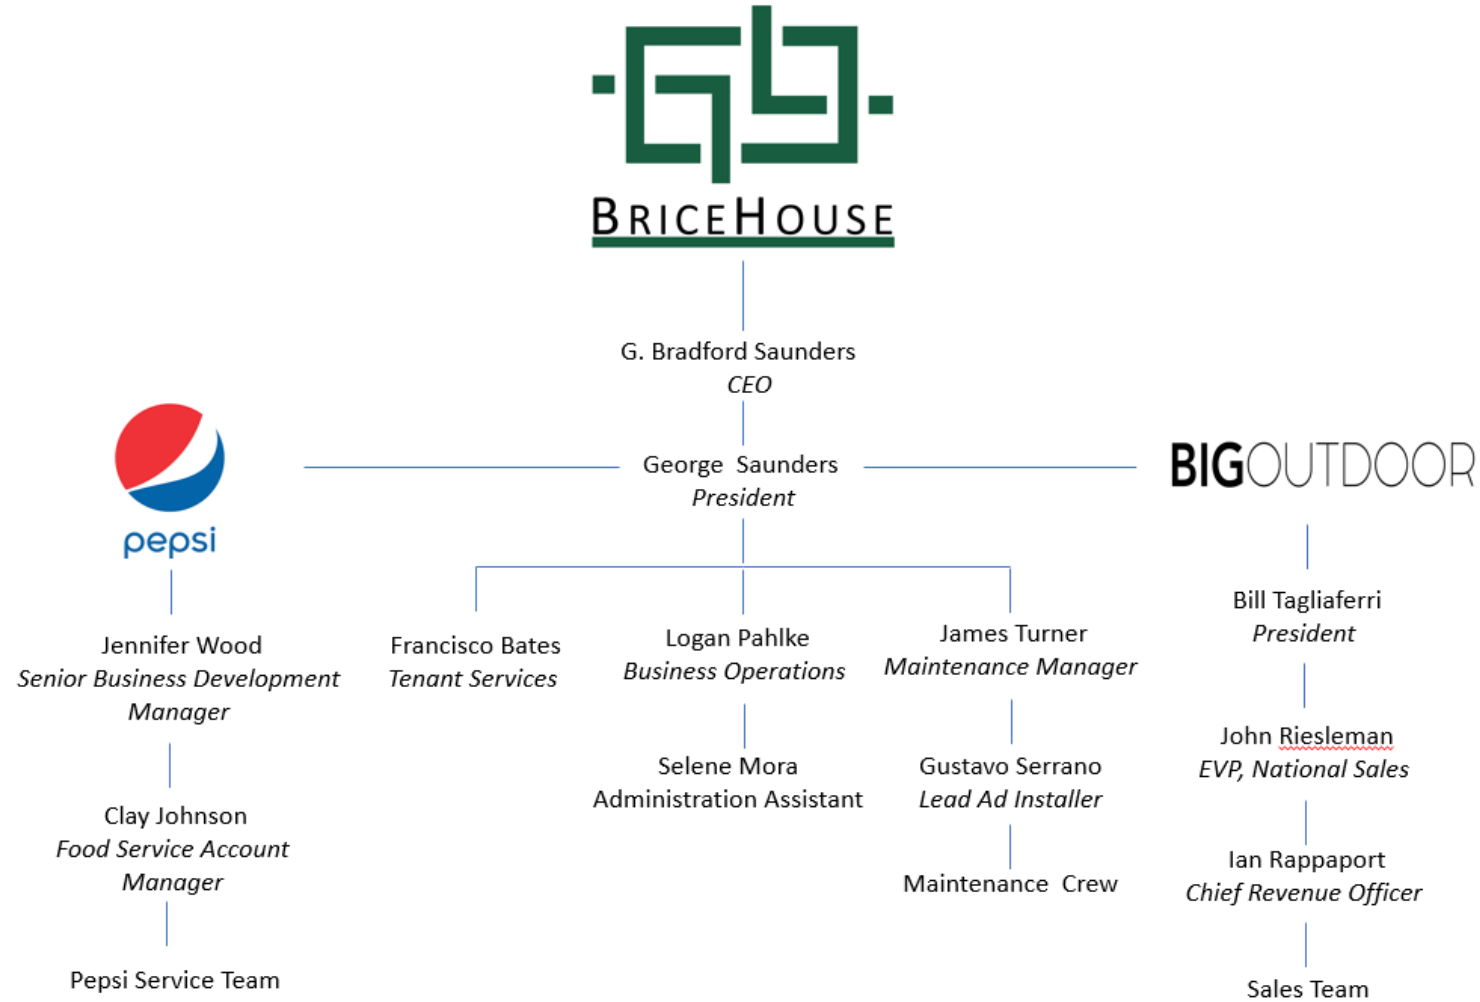 BRICEHOUSE
G. Bradford Saunders
CEO
George Saunders
President
pepsi
Jennifer Wood
Senior Business Development
Manager
Clay Johnson
Food Service Account
Manager
Pepsi Service Team
Francisco Bates
Tenant Services
Logan Pahlke
Business Operations
Selene Mora
Administration Assistant
James Turner
Maintenance Manager
Gustavo Serrano
Lead Ad Installer
Maintenance Crew
BIGOUTDOOR
Bill Tagliaferri
President
John Riesleman
EVP, National Sales
Ian Rappaport
Chief Revenue Officer
Sales Team